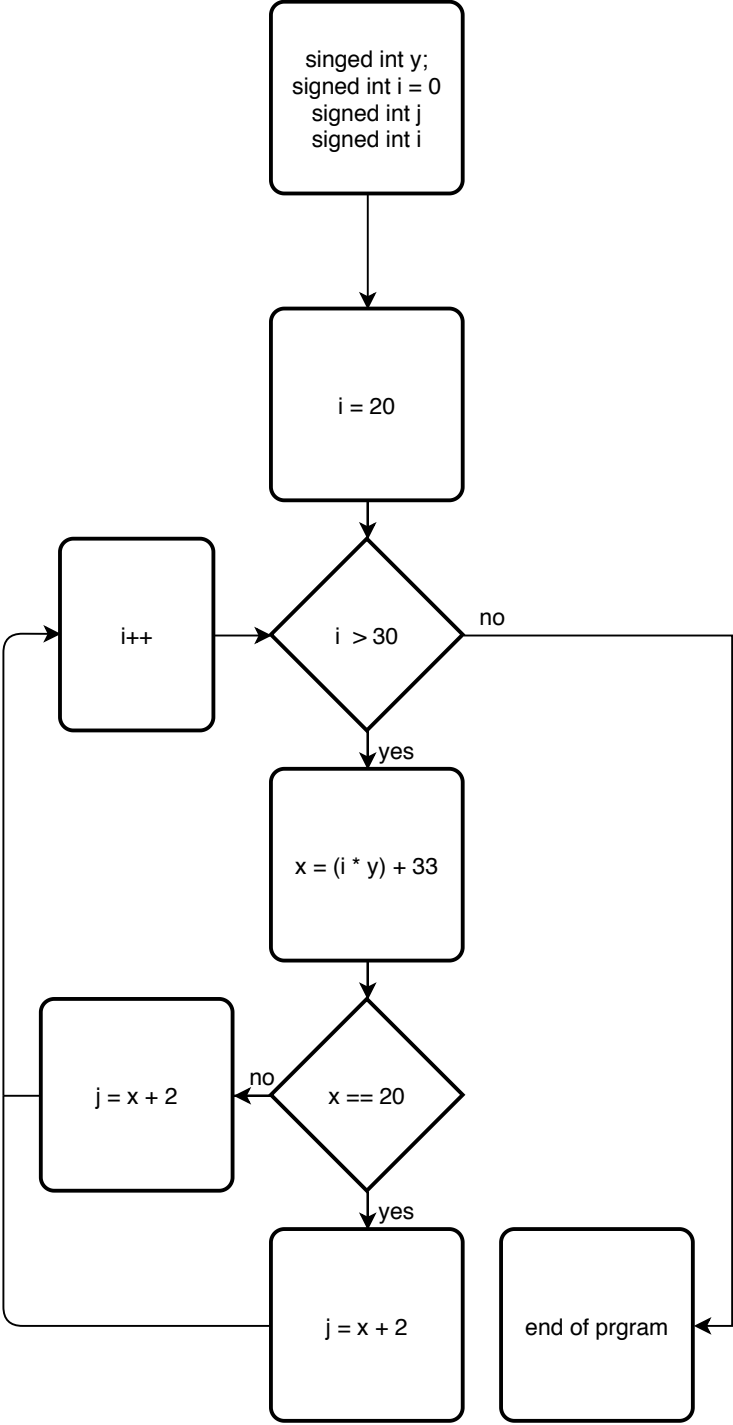 singed int y;
signed int i = 0
signed int j
signed int i
i = 20
i++
i > 30
no
yes
x = (i * y) + 33
j = x + 2
no
x == 20
yes
j = x + 2
end of prgram